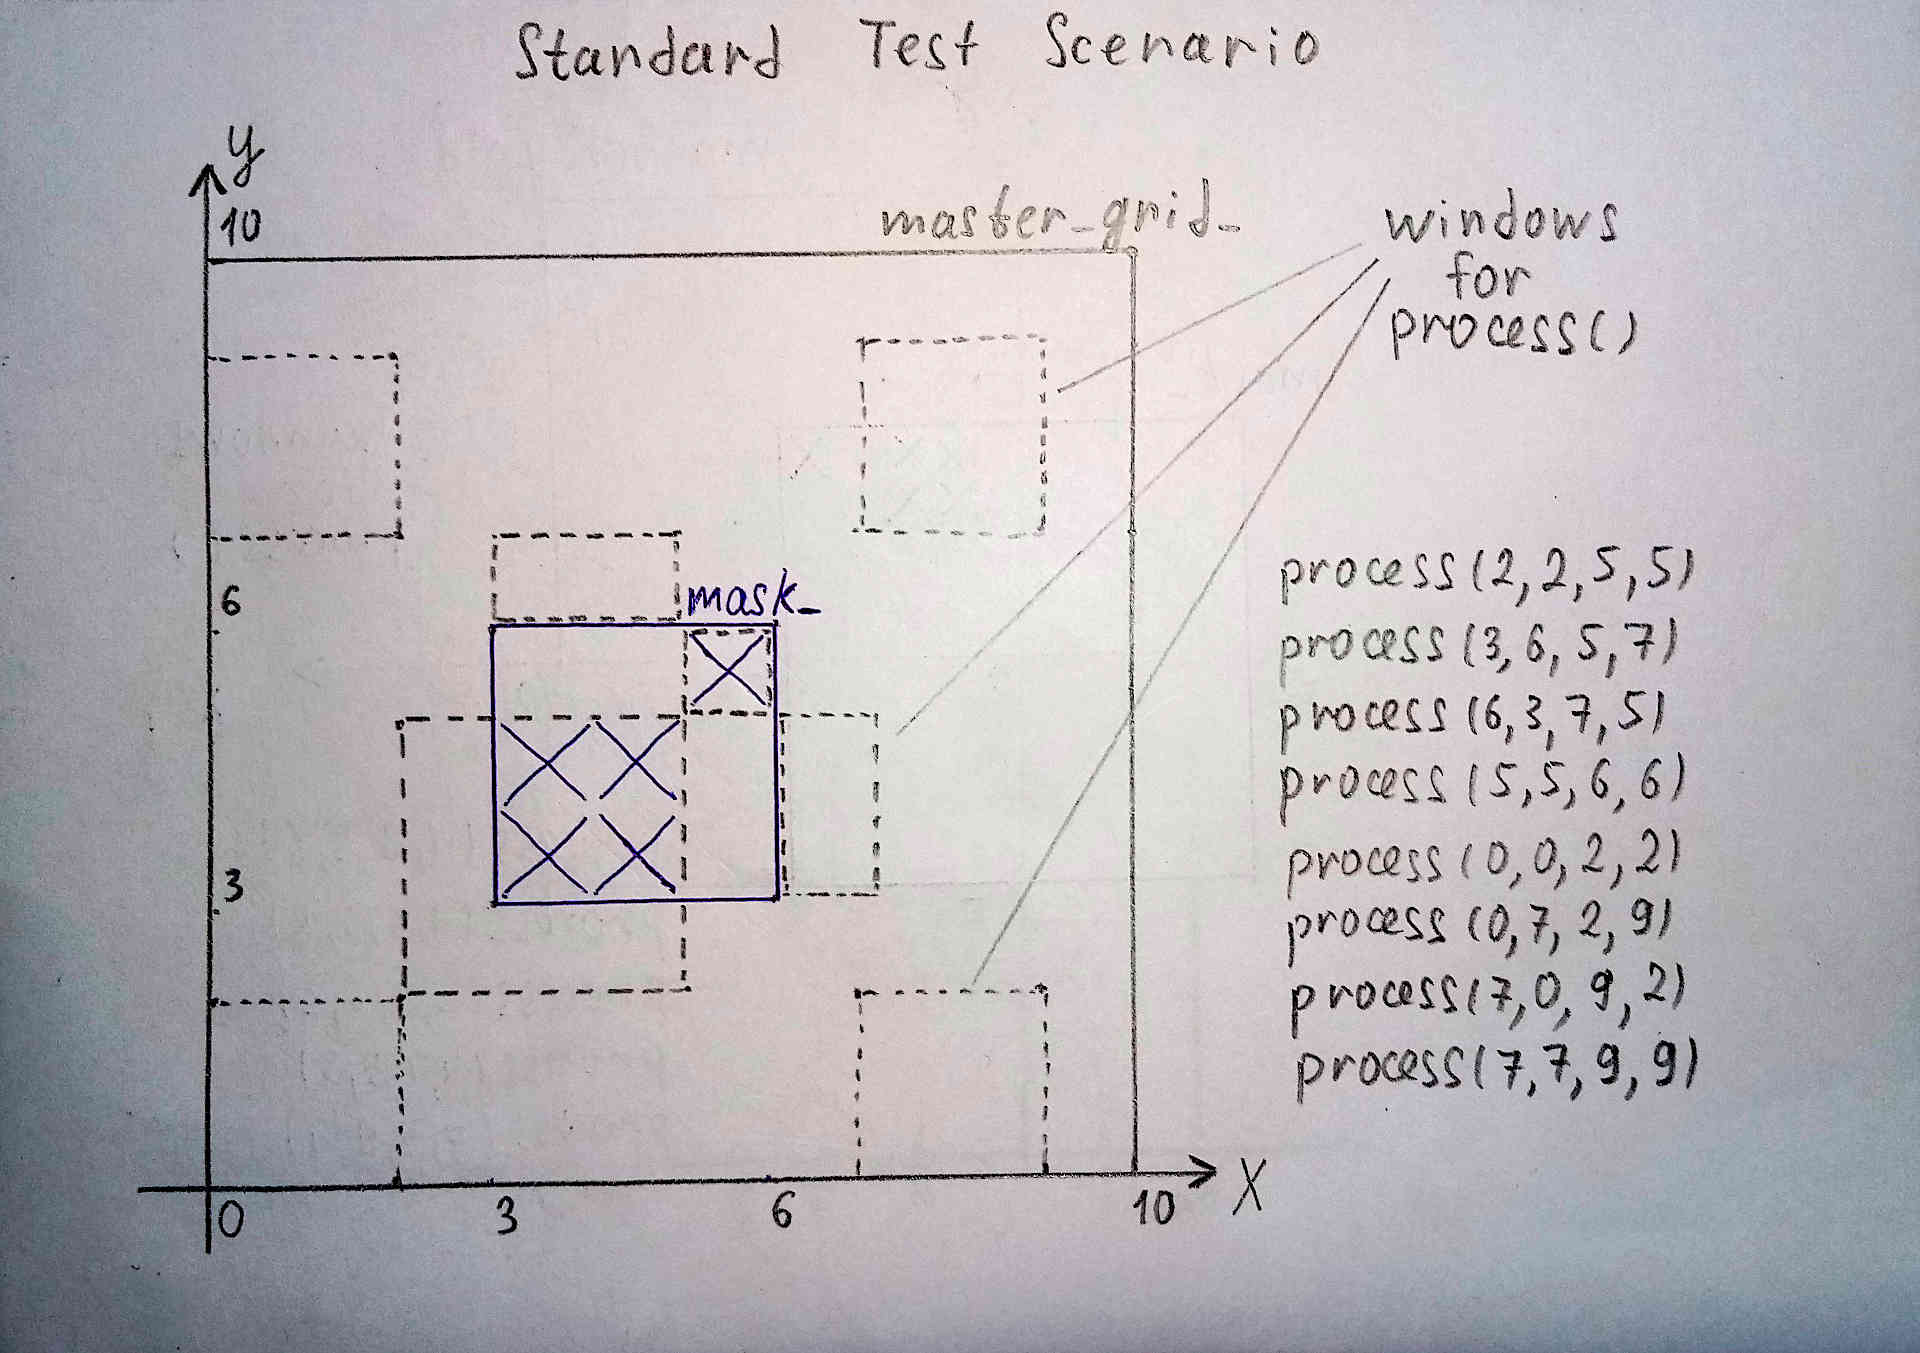 Standard Test Scenario
y
10
master_grid_
windows
for
process()
6
mask_
3
0
3
6
10
X
process(2,2,5,5)
process(3,6,5,7)
process(6,3,7,5)
process(5,5,6,6)
process(0,0,2,2)
process(0,7,2,9)
process(7,0,9,2)
process(7,7,9,9)